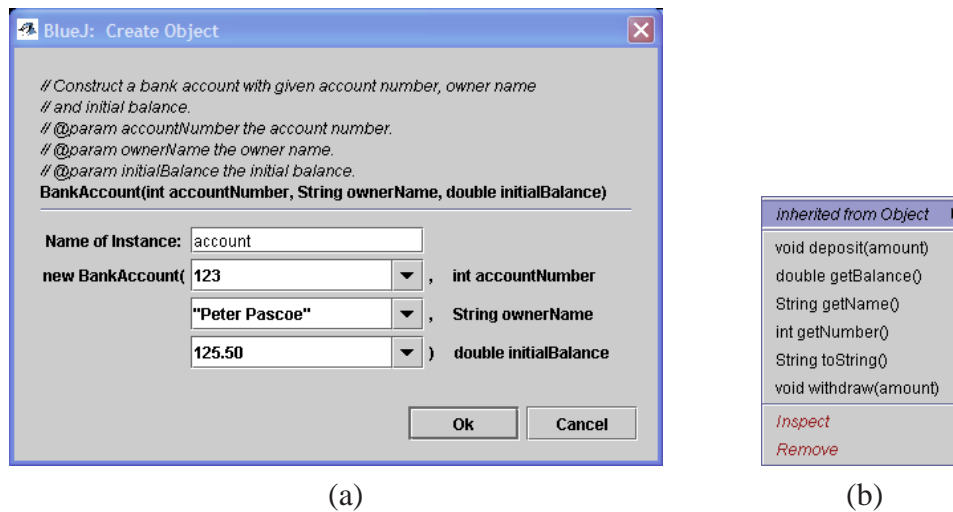 BlueJ: Create Object
// Construct a bank account with given account number, owner name
// and initial balance.
// @param accountNumber the account number.
// @param ownerName the owner name.
// @param initialBalance the initial balance.
BankAccount(int accountNumber, String ownerName, double initialBalance)
Name of Instance: account
new BankAccount( 123 , int accountNumber
"Peter Pascoe" , String ownerName
125.50 ) double initialBalance
Ok Cancel
(a)
inherited from Object
void deposit(amount)
double getBalance()
String getName()
int getNumber()
String toString()
void withdraw(amount)
Inspect
Remove
(b)